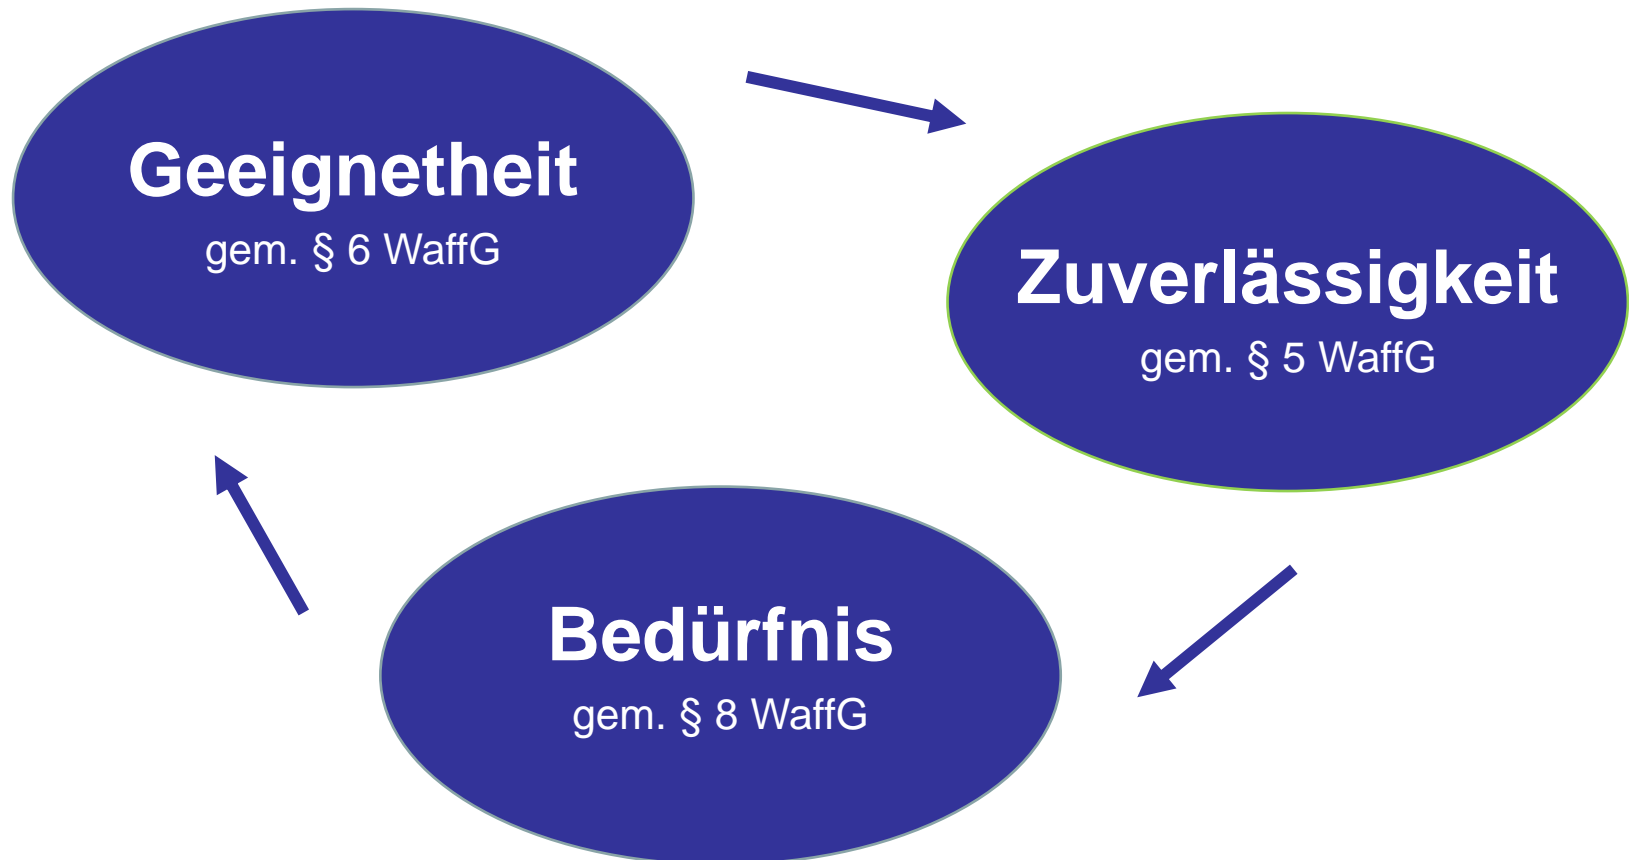 Geeignetheit
gem. § 6 WaffG
Zuverlässigkeit
gem. § 5 WaffG
Bedürfnis
gem. § 8 WaffG